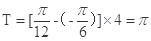 T = [π/12 - (-π/6)] × 4 = π